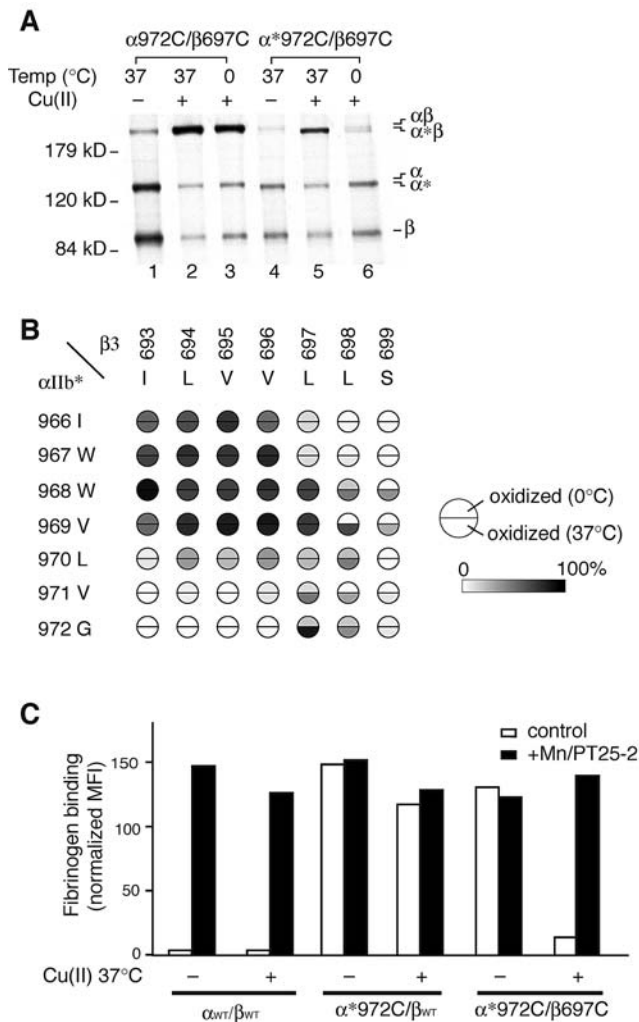 A
α972C/β697C α*972C/β697C
Temp (°C) 37 37 0 37 37 0
Cu(II) – + + – + +
αβ
α*β
179 kD
α
α*
120 kD
β
84 kD
1 2 3 4 5 6
B
β3 693 694 695 696 697 698 699
αIIb* I L V V L L S
966 I
967 W
968 W
969 V
970 L
971 V
972 G
oxidized (0°C)
oxidized (37°C)
0 100%
C
control
+Mn/PT25-2
Fibrinogen binding
(normalized MFI)
150
100
50
0
Cu(II) 37°C – + – + – +
αWT/βWT α*972C/βWT α*972C/β697C